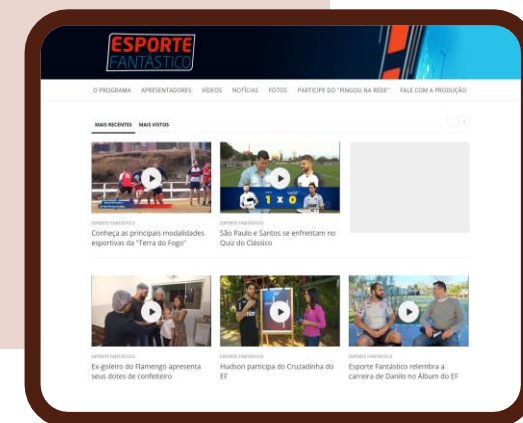 ESPORTE
FANTÁSTICO
O PROGRAMA APRESENTADORES VÍDEOS NOTÍCIAS FOTOS PARTICIPE DO "PINGOU NA REDE" FALE COM A PRODUÇÃO
MAIS RECENTES MAIS VISTOS
1 X 0
ESPORTE FANTÁSTICO
Conheça as principais modalidades
esportivas da "Terra do Fogo"
ESPORTE FANTÁSTICO
São Paulo e Santos se enfrentam no
Quiz do Clássico
ESPORTE FANTÁSTICO
Ex-goleiro do Flamengo apresenta
seus dotes de confeiteiro
ESPORTE FANTÁSTICO
Hudson participa do Cruzadinha do
EF
ESPORTE FANTÁSTICO
Esporte Fantástico relembra a
carreira de Danilo no Álbum do EF